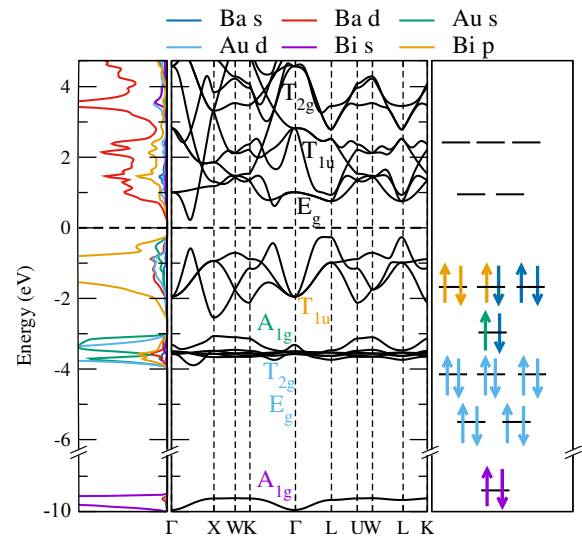 Ba s Ba d Au s
Au d Bi s Bi p
Energy (eV)
4
2
0
-2
-4
-6
-10
T2g
T1u
Eg
T1u
A1g
T2g
Eg
A1g
Γ X W K Γ L U W L K